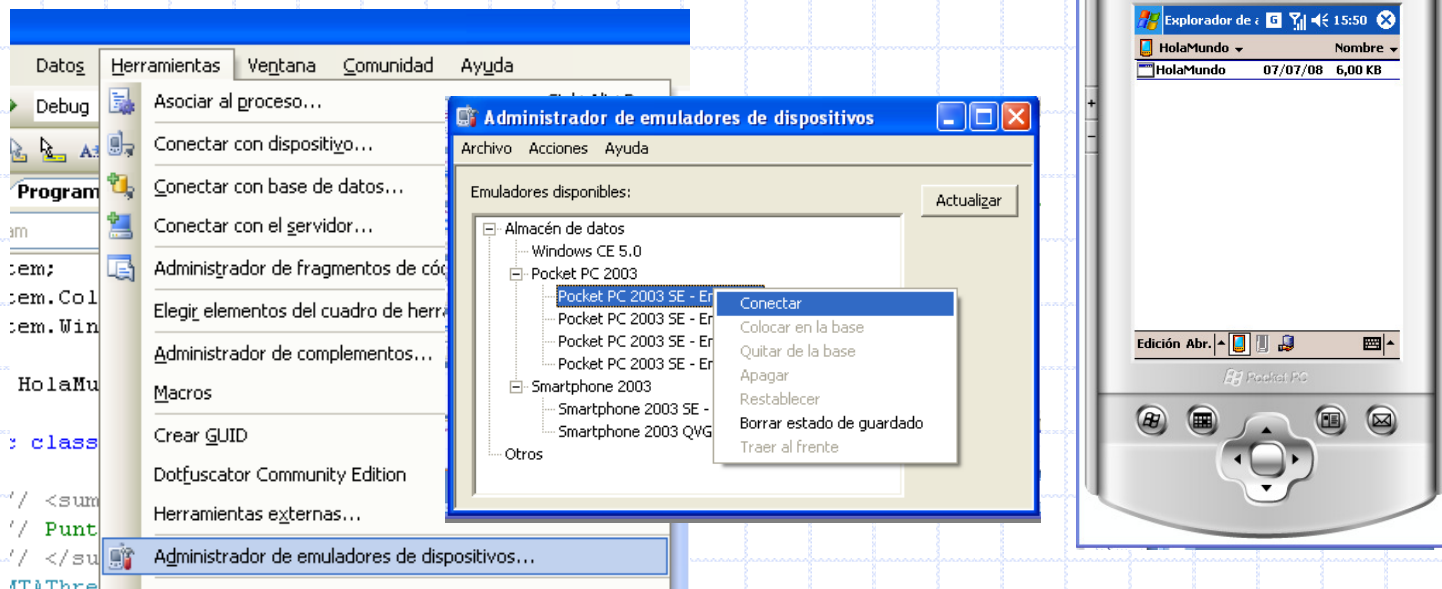 Datos Herramientas Ventana Comunidad Ayuda
Debug
Program
tem;
tem.Col
tem.Win
HolaMu
class
// <sum
// Punt
// </su
Asociar al proceso...
Conectar con dispositivo...
Conectar con base de datos...
Conectar con el servidor...
Administrador de fragmentos de cód
Elegir elementos del cuadro de herr
Administrador de complementos...
Macros
Crear GUID
Dotfuscator Community Edition
Herramientas externas...
Administrador de emuladores de dispositivos...
Administrador de emuladores de dispositivos
Archivo Acciones Ayuda
Emuladores disponibles:
Actualizar
Almacén de datos
Windows CE 5.0
Pocket PC 2003
Pocket PC 2003 SE - Er
Pocket PC 2003 SE - Er
Pocket PC 2003 SE - Er
Pocket PC 2003 SE - Er
Smartphone 2003
Smartphone 2003 SE -
Smartphone 2003 QVG
Otros
Conectar
Colocar en la base
Quitar de la base
Apagar
Restablecer
Borrar estado de guardado
Traer al frente
Explorador de a G 15:50
HolaMundo Nombre
HolaMundo 07/07/08 6,00 KB
Edición Abr.
Pocket PC